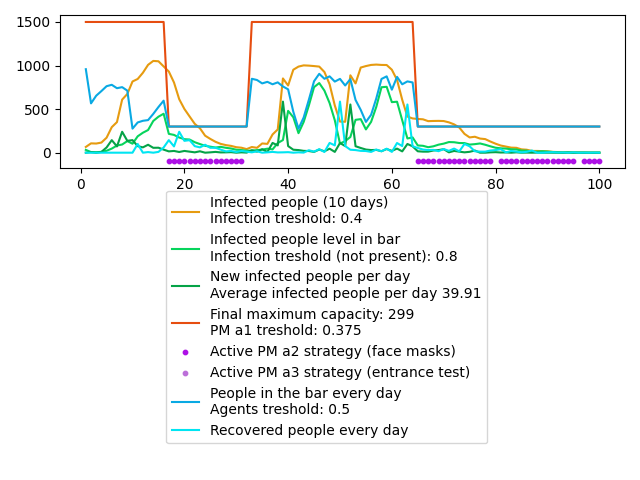 1500
1000
500
0
0
20
40
60
80
100
Infected people (10 days)
Infection treshold: 0.4
Infected people level in bar
Infection treshold (not present): 0.8
New infected people per day
Average infected people per day 39.91
Final maximum capacity: 299
PM a1 treshold: 0.375
Active PM a2 strategy (face masks)
Active PM a3 strategy (entrance test)
People in the bar every day
Agents treshold: 0.5
Recovered people every day